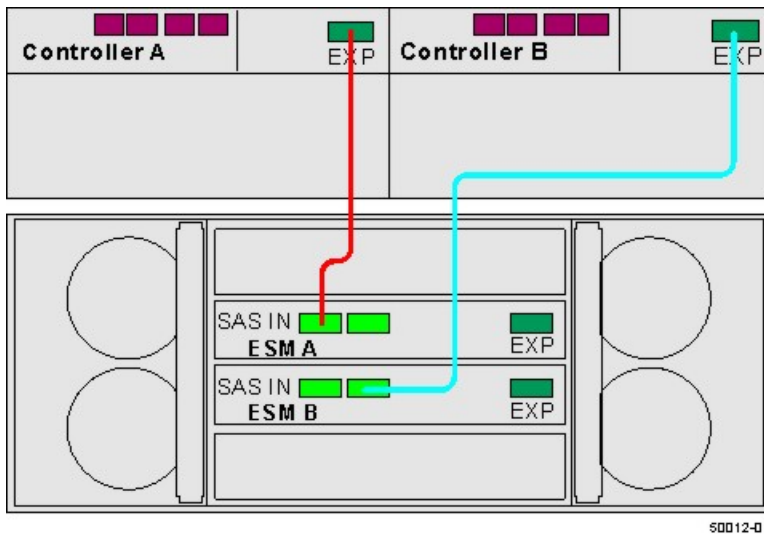 Controller A
EXP
Controller B
EXP
SAS IN
ESM A
EXP
SAS IN
ESM B
EXP
50012-0